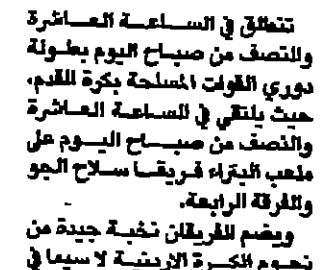 تنطلق في الساعة العاشرة
والنصف من صباح اليوم بطولة
دوري القوات المسلحة بكرة القدم،
حيث يلتقي في الساعة العاشرة
والنصف من صباح اليوم على
ملعب البتراء فريقا سلاح الجو
والفرقة الرابعة.
ويضم الفريقان نخبة جيدة من
نجوم الكرة الاردنية لا سيما في